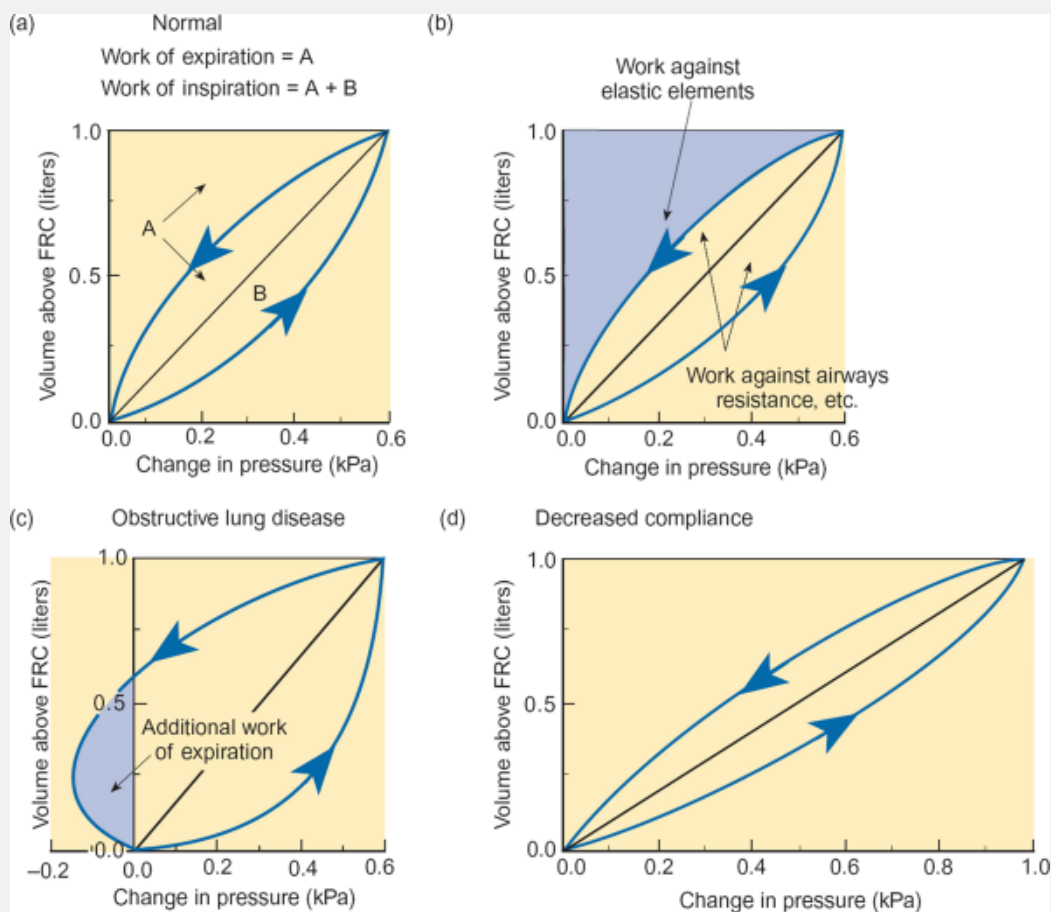 (a) Normal
Work of expiration = A
Work of inspiration = A + B
Volume above FRC (liters)
1.0
0.5
0.0
A
B
0.0 0.2 0.4 0.6
Change in pressure (kPa)
(b)
Work against
elastic elements
Volume above FRC (liters)
1.0
0.5
0.0
Work against airways
resistance, etc.
0.0 0.2 0.4 0.6
Change in pressure (kPa)
(c) Obstructive lung disease
Volume above FRC (liters)
1.0
0.5
0.0
Additional work
of expiration
–0.2 0.0 0.2 0.4 0.6
Change in pressure (kPa)
(d) Decreased compliance
Volume above FRC (liters)
1.0
0.5
0.0
0.0 0.2 0.4 0.6 0.8 1.0
Change in pressure (kPa)